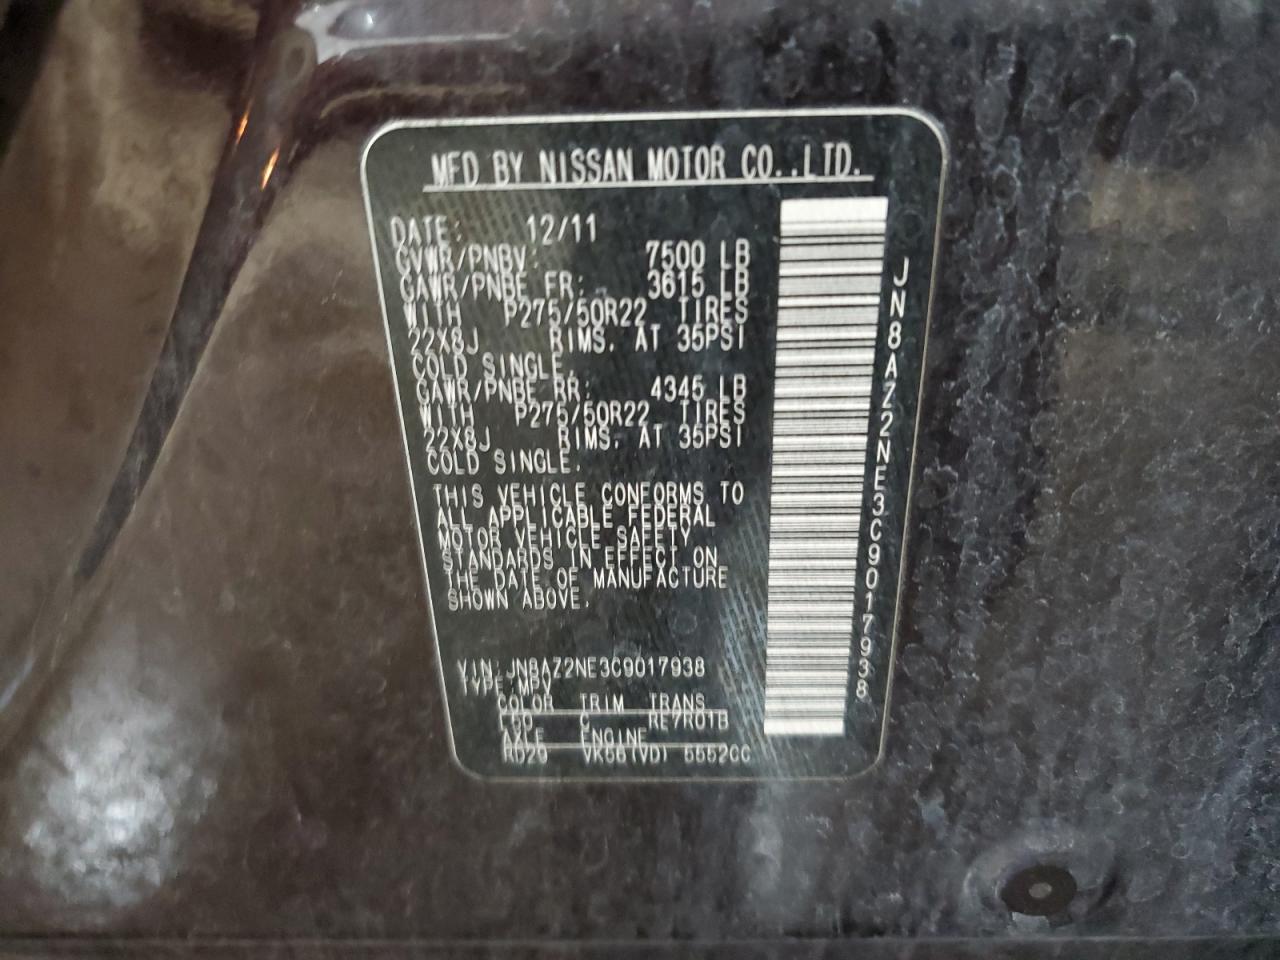 MFD BY NISSAN MOTOR CO.,LTD.
DATE: 12/11
GVWR/PNBV: 7500 LB
GAWR/PNBE FR: 3615 LB
WITH P275/50R22 TIRES
22X8J RIMS. AT 35PSI
COLD SINGLE.
GAWR/PNBE RR: 4345 LB
WITH P275/50R22 TIRES
22X8J RIMS. AT 35PSI
COLD SINGLE.
THIS VEHICLE CONFORMS TO
ALL APPLICABLE FEDERAL
MOTOR VEHICLE SAFETY
STANDARDS IN EFFECT ON
THE DATE OF MANUFACTURE
SHOWN ABOVE.
VIN:JN8AZ2NE3C9017938
TYPE:MPV
COLOR TRIM TRANS
L50 C RE7R01B
AXLE ENGINE
RD29 VK56(VD) 5552CC
JN8AZ2NE3C9017938